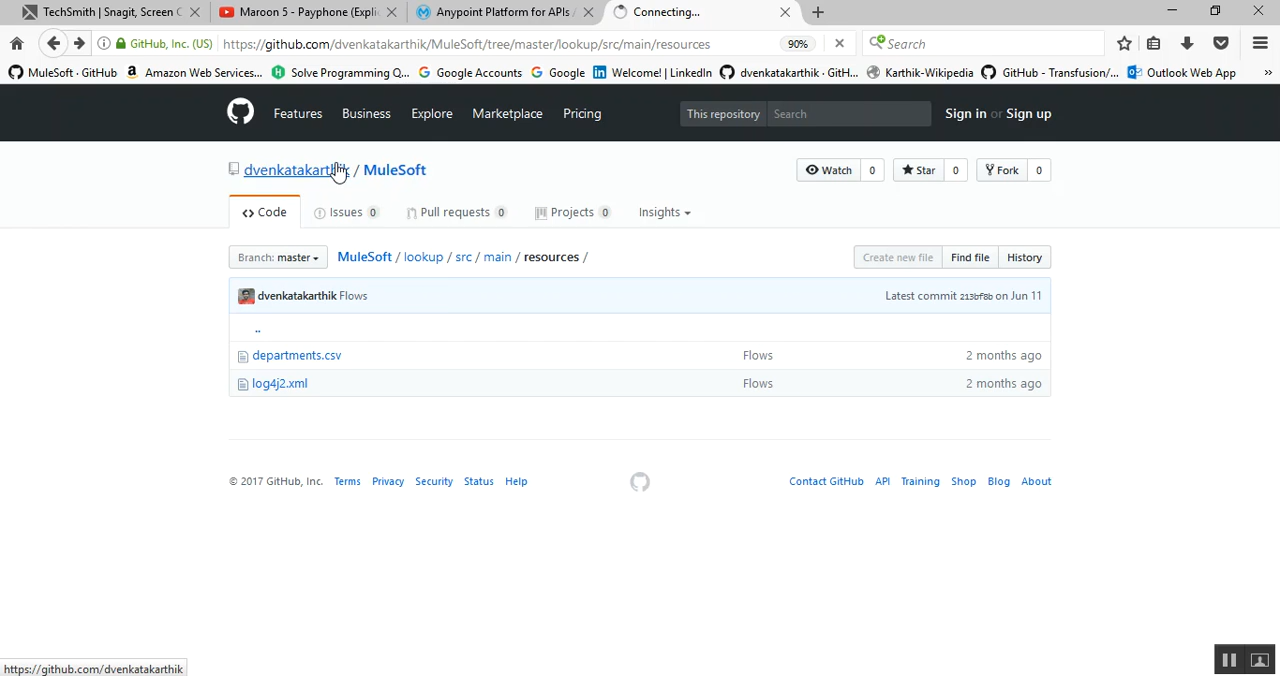 TechSmith | Snagit, Screen C
Maroon 5 - Payphone (Explic
Anypoint Platform for APIs /
Connecting...
GitHub, Inc. (US)
https://github.com/dvenkatakarthik/MuleSoft/tree/master/lookup/src/main/resources
90%
Search
MuleSoft · GitHub
Amazon Web Services...
Solve Programming Q...
Google Accounts
Google
Welcome! | LinkedIn
dvenkatakarthik · GitH...
Karthik-Wikipedia
GitHub - Transfusion/...
Outlook Web App
»
Features Business Explore Marketplace Pricing
This repository Search
Sign in or Sign up
dvenkatakarthik / MuleSoft
Watch 0
Star 0
Fork 0
Code
Issues 0
Pull requests 0
Projects 0
Insights
Branch: master
MuleSoft / lookup / src / main / resources /
Create new file Find file History
dvenkatakarthik Flows
Latest commit 213bf8b on Jun 11
..
departments.csv Flows 2 months ago
log4j2.xml Flows 2 months ago
© 2017 GitHub, Inc. Terms Privacy Security Status Help
Contact GitHub API Training Shop Blog About
https://github.com/dvenkatakarthik